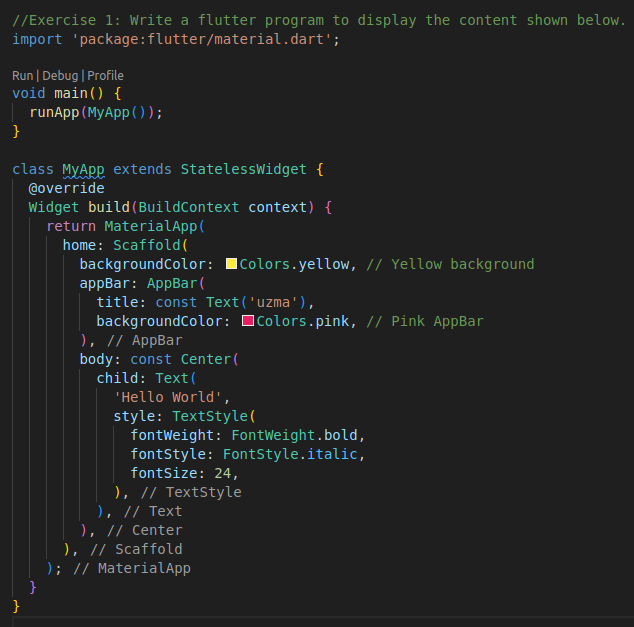 //Exercise 1: Write a flutter program to display the content shown below.
import 'package:flutter/material.dart';
Run | Debug | Profile
void main() {
  runApp(MyApp());
}
class MyApp extends StatelessWidget {
  @override
  Widget build(BuildContext context) {
    return MaterialApp(
      home: Scaffold(
        backgroundColor: Colors.yellow, // Yellow background
        appBar: AppBar(
          title: const Text('uzma'),
          backgroundColor: Colors.pink, // Pink AppBar
        ), // AppBar
        body: const Center(
          child: Text(
            'Hello World',
            style: TextStyle(
              fontWeight: FontWeight.bold,
              fontStyle: FontStyle.italic,
              fontSize: 24,
            ), // TextStyle
          ), // Text
        ), // Center
      ), // Scaffold
    ); // MaterialApp
  }
}